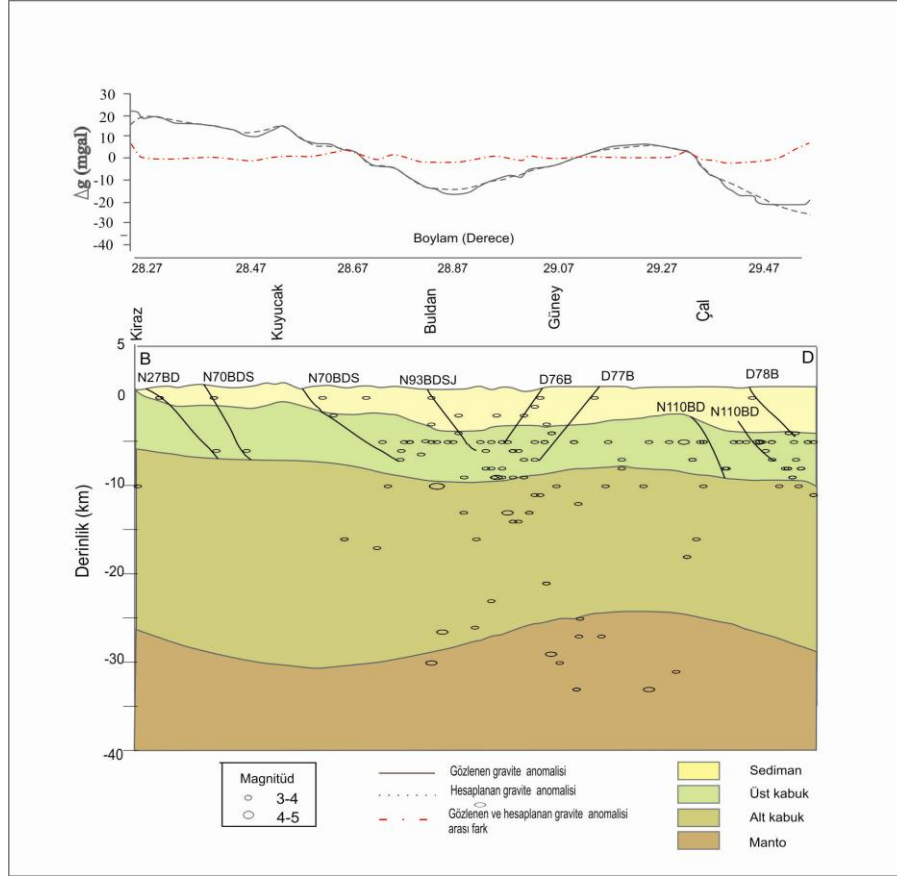 30
20
10
0
-10
-20
-30
-40
Δg (mgal)
Boylam (Derece)
28.27 28.47 28.67 28.87 29.07 29.27 29.47
Kiraz
Kuyucak
Buldan
Güney
Çal
5
0
-10
-20
-30
-40
Derinlik (km)
B
D
N27BD N70BDS N70BDS N93BDSJ D76B D77B D78B
N110BD N110BD
Magnitüd
3-4
4-5
Gözlenen gravite anomalisi
Hesaplanan gravite anomalisi
Gözlenen ve hesaplanan gravite anomalisi
arası fark
Sediman
Üst kabuk
Alt kabuk
Manto